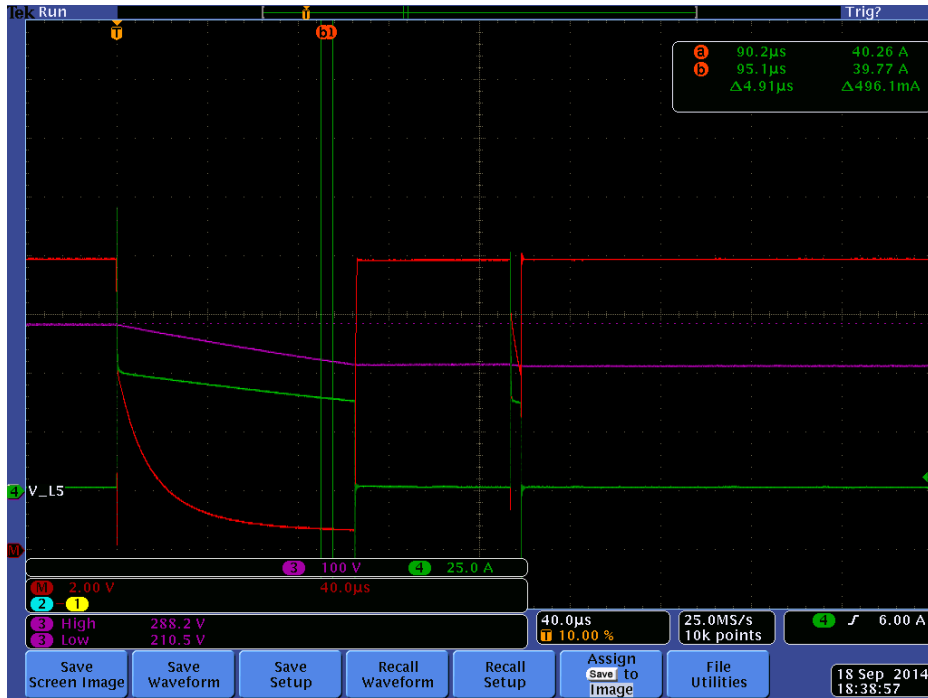 Tek Run Trig?
T
T
b1
a 90.2µs 40.26 A
b 95.1µs 39.77 A
Δ4.91µs Δ496.1mA
4 V_L5
M
3 100 V 4 25.0 A
M 2.00 V 40.0µs
2 - 1
3 High 288.2 V
3 Low 210.5 V
40.0µs
T 10.00 %
25.0MS/s
10k points
4 6.00 A
Save Screen Image
Save Waveform
Save Setup
Recall Waveform
Recall Setup
Assign Save to Image
File Utilities
18 Sep 2014
18:38:57